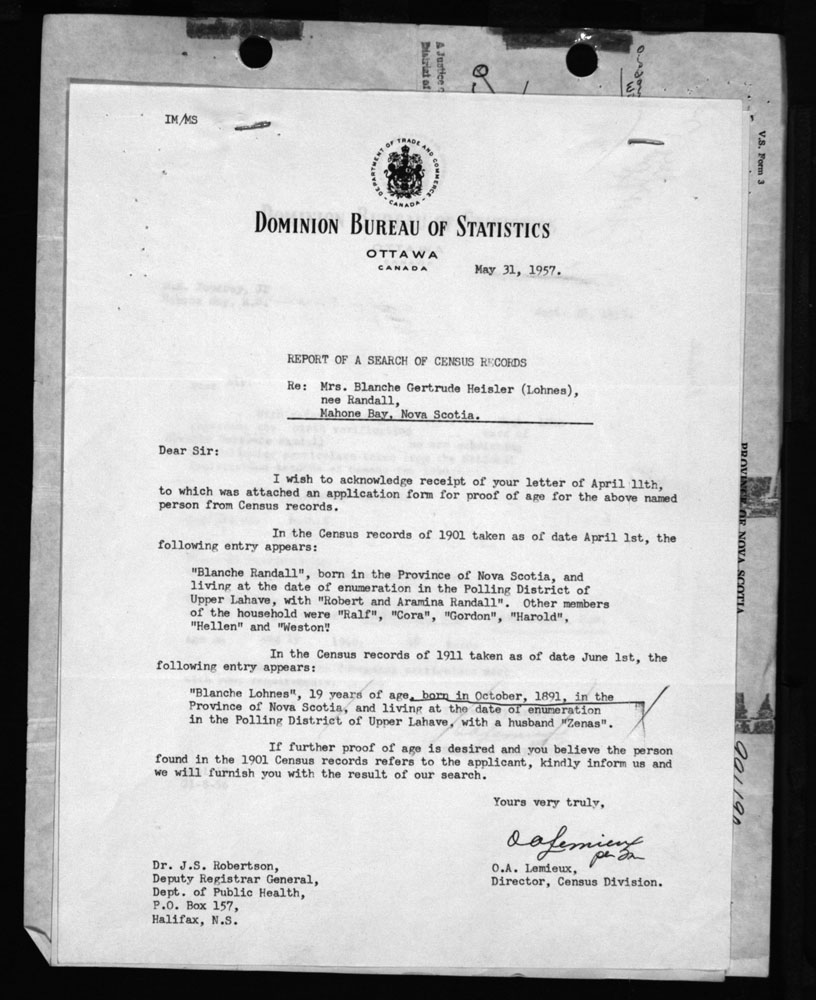 A Justice o
District of
IM/MS
V.S. Form 3
DEPARTMENT OF TRADE AND COMMERCE
- CANADA -
DOMINION BUREAU OF STATISTICS
OTTAWA
CANADA
May 31, 1957.
REPORT OF A SEARCH OF CENSUS RECORDS
Re: Mrs. Blanche Gertrude Heisler (Lohnes),
nee Randall,
Mahone Bay, Nova Scotia.
Dear Sir:
I wish to acknowledge receipt of your letter of April 11th,
to which was attached an application form for proof of age for the above named
person from Census records.
In the Census records of 1901 taken as of date April 1st, the
following entry appears:
"Blanche Randall", born in the Province of Nova Scotia, and
living at the date of enumeration in the Polling District of
Upper Lahave, with "Robert and Aramina Randall". Other members
of the household were "Ralf", "Cora", "Gordon", "Harold",
"Hellen" and "Weston".
In the Census records of 1911 taken as of date June 1st, the
following entry appears:
"Blanche Lohnes", 19 years of age, born in October, 1891, in the
Province of Nova Scotia, and living at the date of enumeration
in the Polling District of Upper Lahave, with a husband "Zenas".
If further proof of age is desired and you believe the person
found in the 1901 Census records refers to the applicant, kindly inform us and
we will furnish you with the result of our search.
Yours very truly,
O A Lemieux
per
O.A. Lemieux,
Director, Census Division.
Dr. J.S. Robertson,
Deputy Registrar General,
Dept. of Public Health,
P.O. Box 157,
Halifax, N.S.
PROVINCE OF NOVA SCOTIA